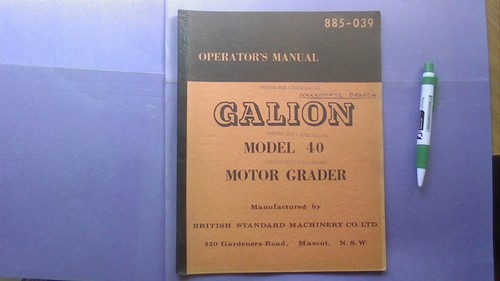 885-039
OPERATOR'S MANUAL
GALION
MODEL 40
MOTOR GRADER
Manufactured by
BRITISH STANDARD MACHINERY CO. LTD.
820 Gardeners Road, Mascot, N.S.W.